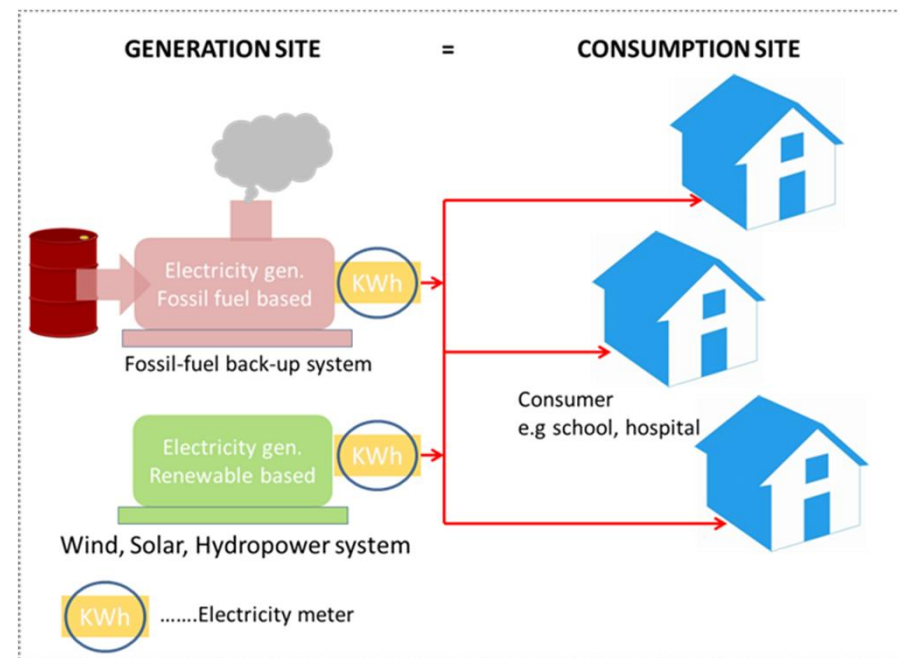 GENERATION SITE = CONSUMPTION SITE
Electricity gen.
Fossil fuel based
KWh
Fossil-fuel back-up system
Consumer
e.g school, hospital
Electricity gen.
Renewable based
KWh
Wind, Solar, Hydropower system
KWh .......Electricity meter